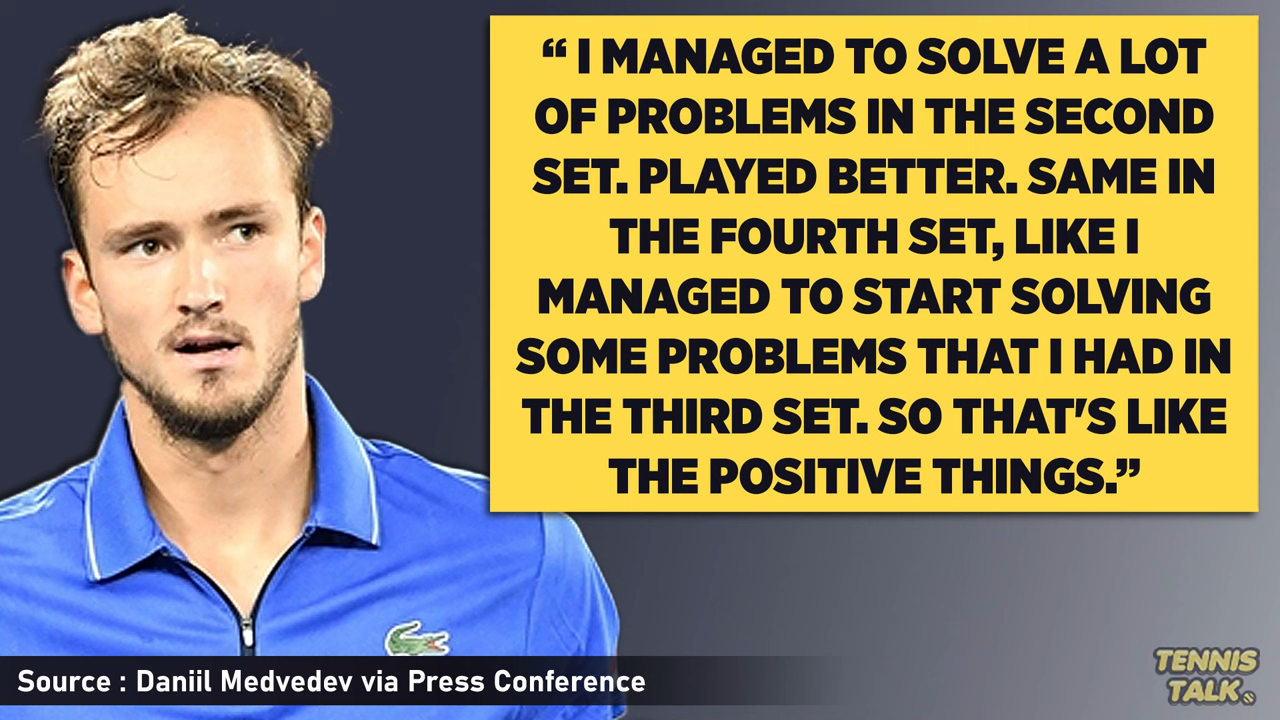 “ I MANAGED TO SOLVE A LOT
OF PROBLEMS IN THE SECOND
SET. PLAYED BETTER. SAME IN
THE FOURTH SET, LIKE I
MANAGED TO START SOLVING
SOME PROBLEMS THAT I HAD IN
THE THIRD SET. SO THAT'S LIKE
THE POSITIVE THINGS.”
Source : Daniil Medvedev via Press Conference
TENNIS
TALK